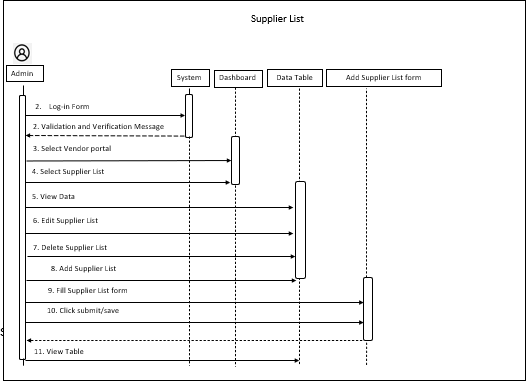 Supplier List
Admin
System
Dashboard
Data Table
Add Supplier List form
2. Log-in Form
2. Validation and Verification Message
3. Select Vendor portal
4. Select Supplier List
5. View Data
6. Edit Supplier List
7. Delete Supplier List
8. Add Supplier List
9. Fill Supplier List form
10. Click submit/save
11. View Table